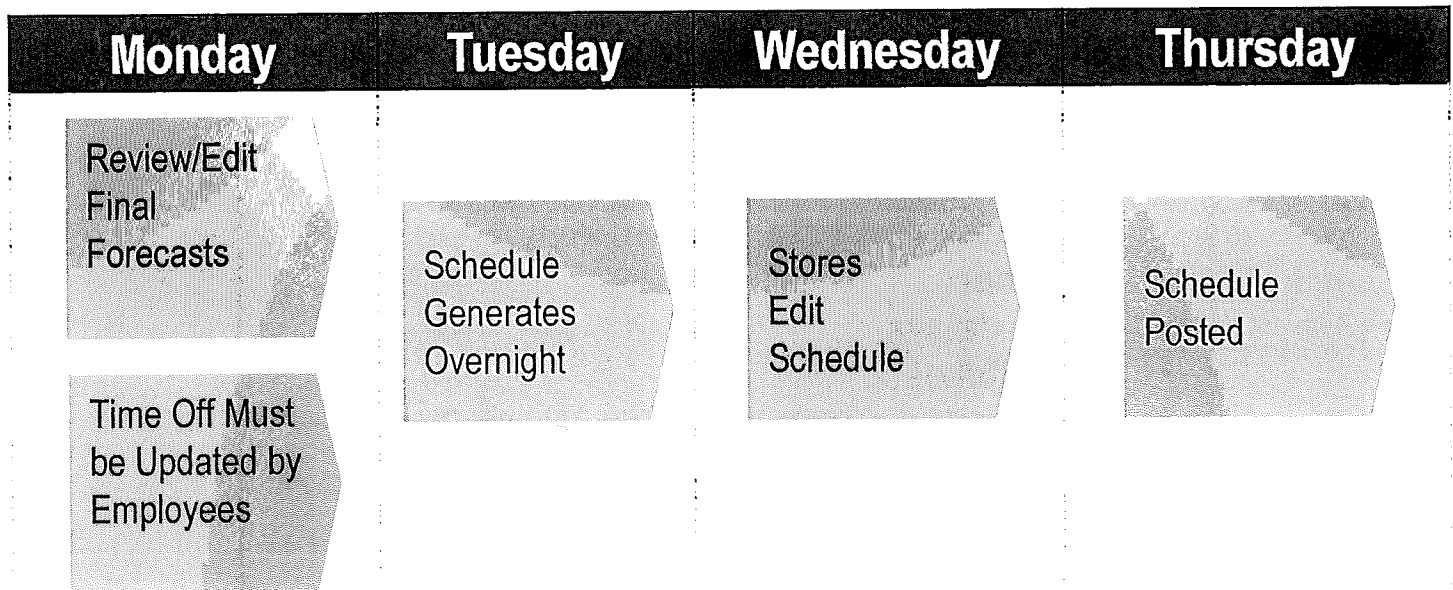 Monday
Tuesday
Wednesday
Thursday
Review/Edit
Final
Forecasts
Time Off Must
be Updated by
Employees
Schedule
Generates
Overnight
Stores
Edit
Schedule
Schedule
Posted